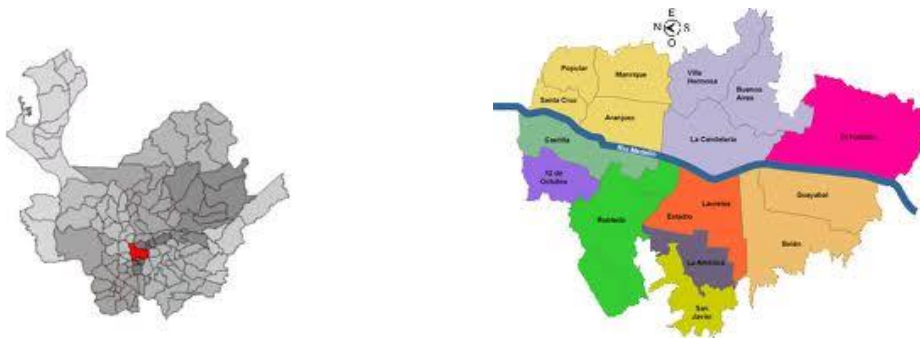 E
N S
O
Popular
Manrique
Villa
Hermosa
Buenos
Aires
Santa Cruz
Aranjuez
La Candelaria
El Poblado
Castilla
Río Medellín
12 de
Octubre
Guayabal
Laureles
Estadio
Robledo
Belén
La América
San
Javier